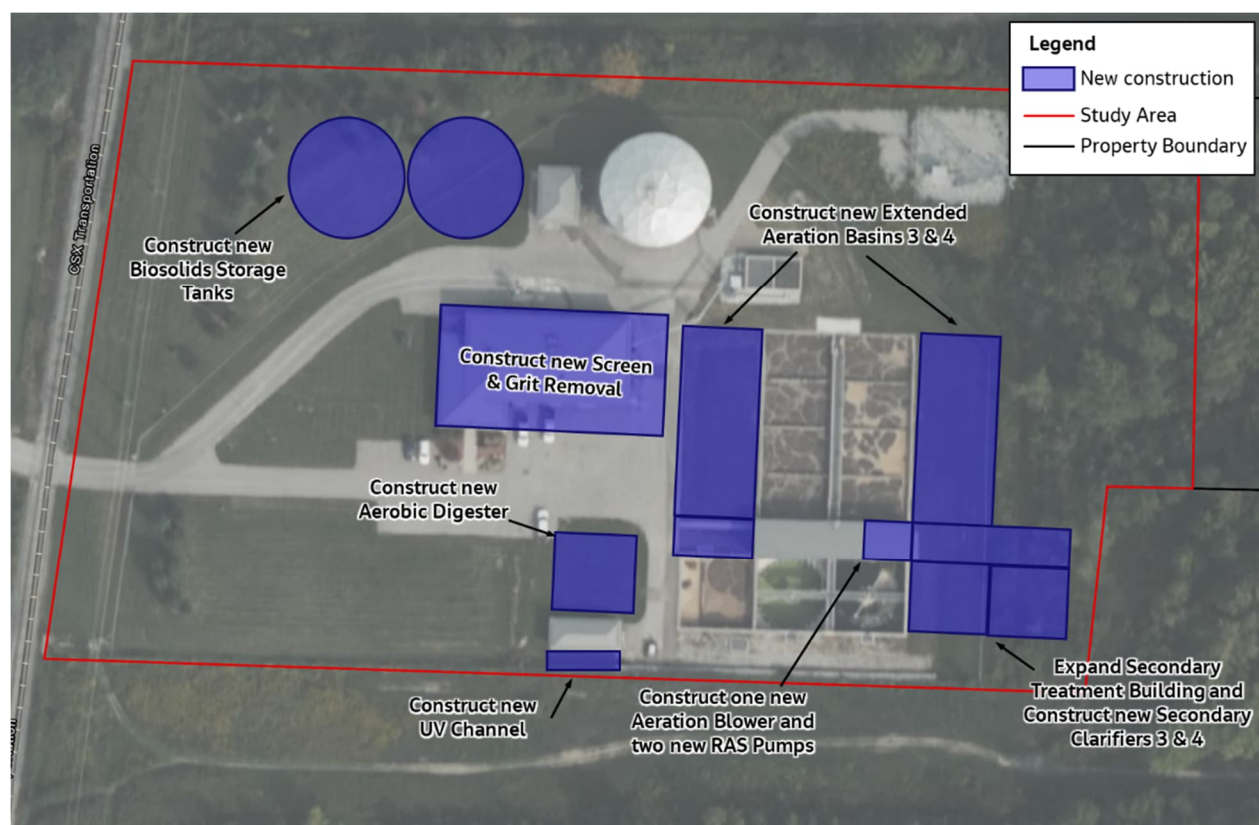 Legend
New construction
Study Area
Property Boundary
CSX Transportation
Construct new
Biosolids Storage
Tanks
Construct new Extended
Aeration Basins 3 & 4
Construct new Screen
& Grit Removal
Construct new
Aerobic Digester
Construct new
UV Channel
Construct one new
Aeration Blower and
two new RAS Pumps
Expand Secondary
Treatment Building and
Construct new Secondary
Clarifiers 3 & 4